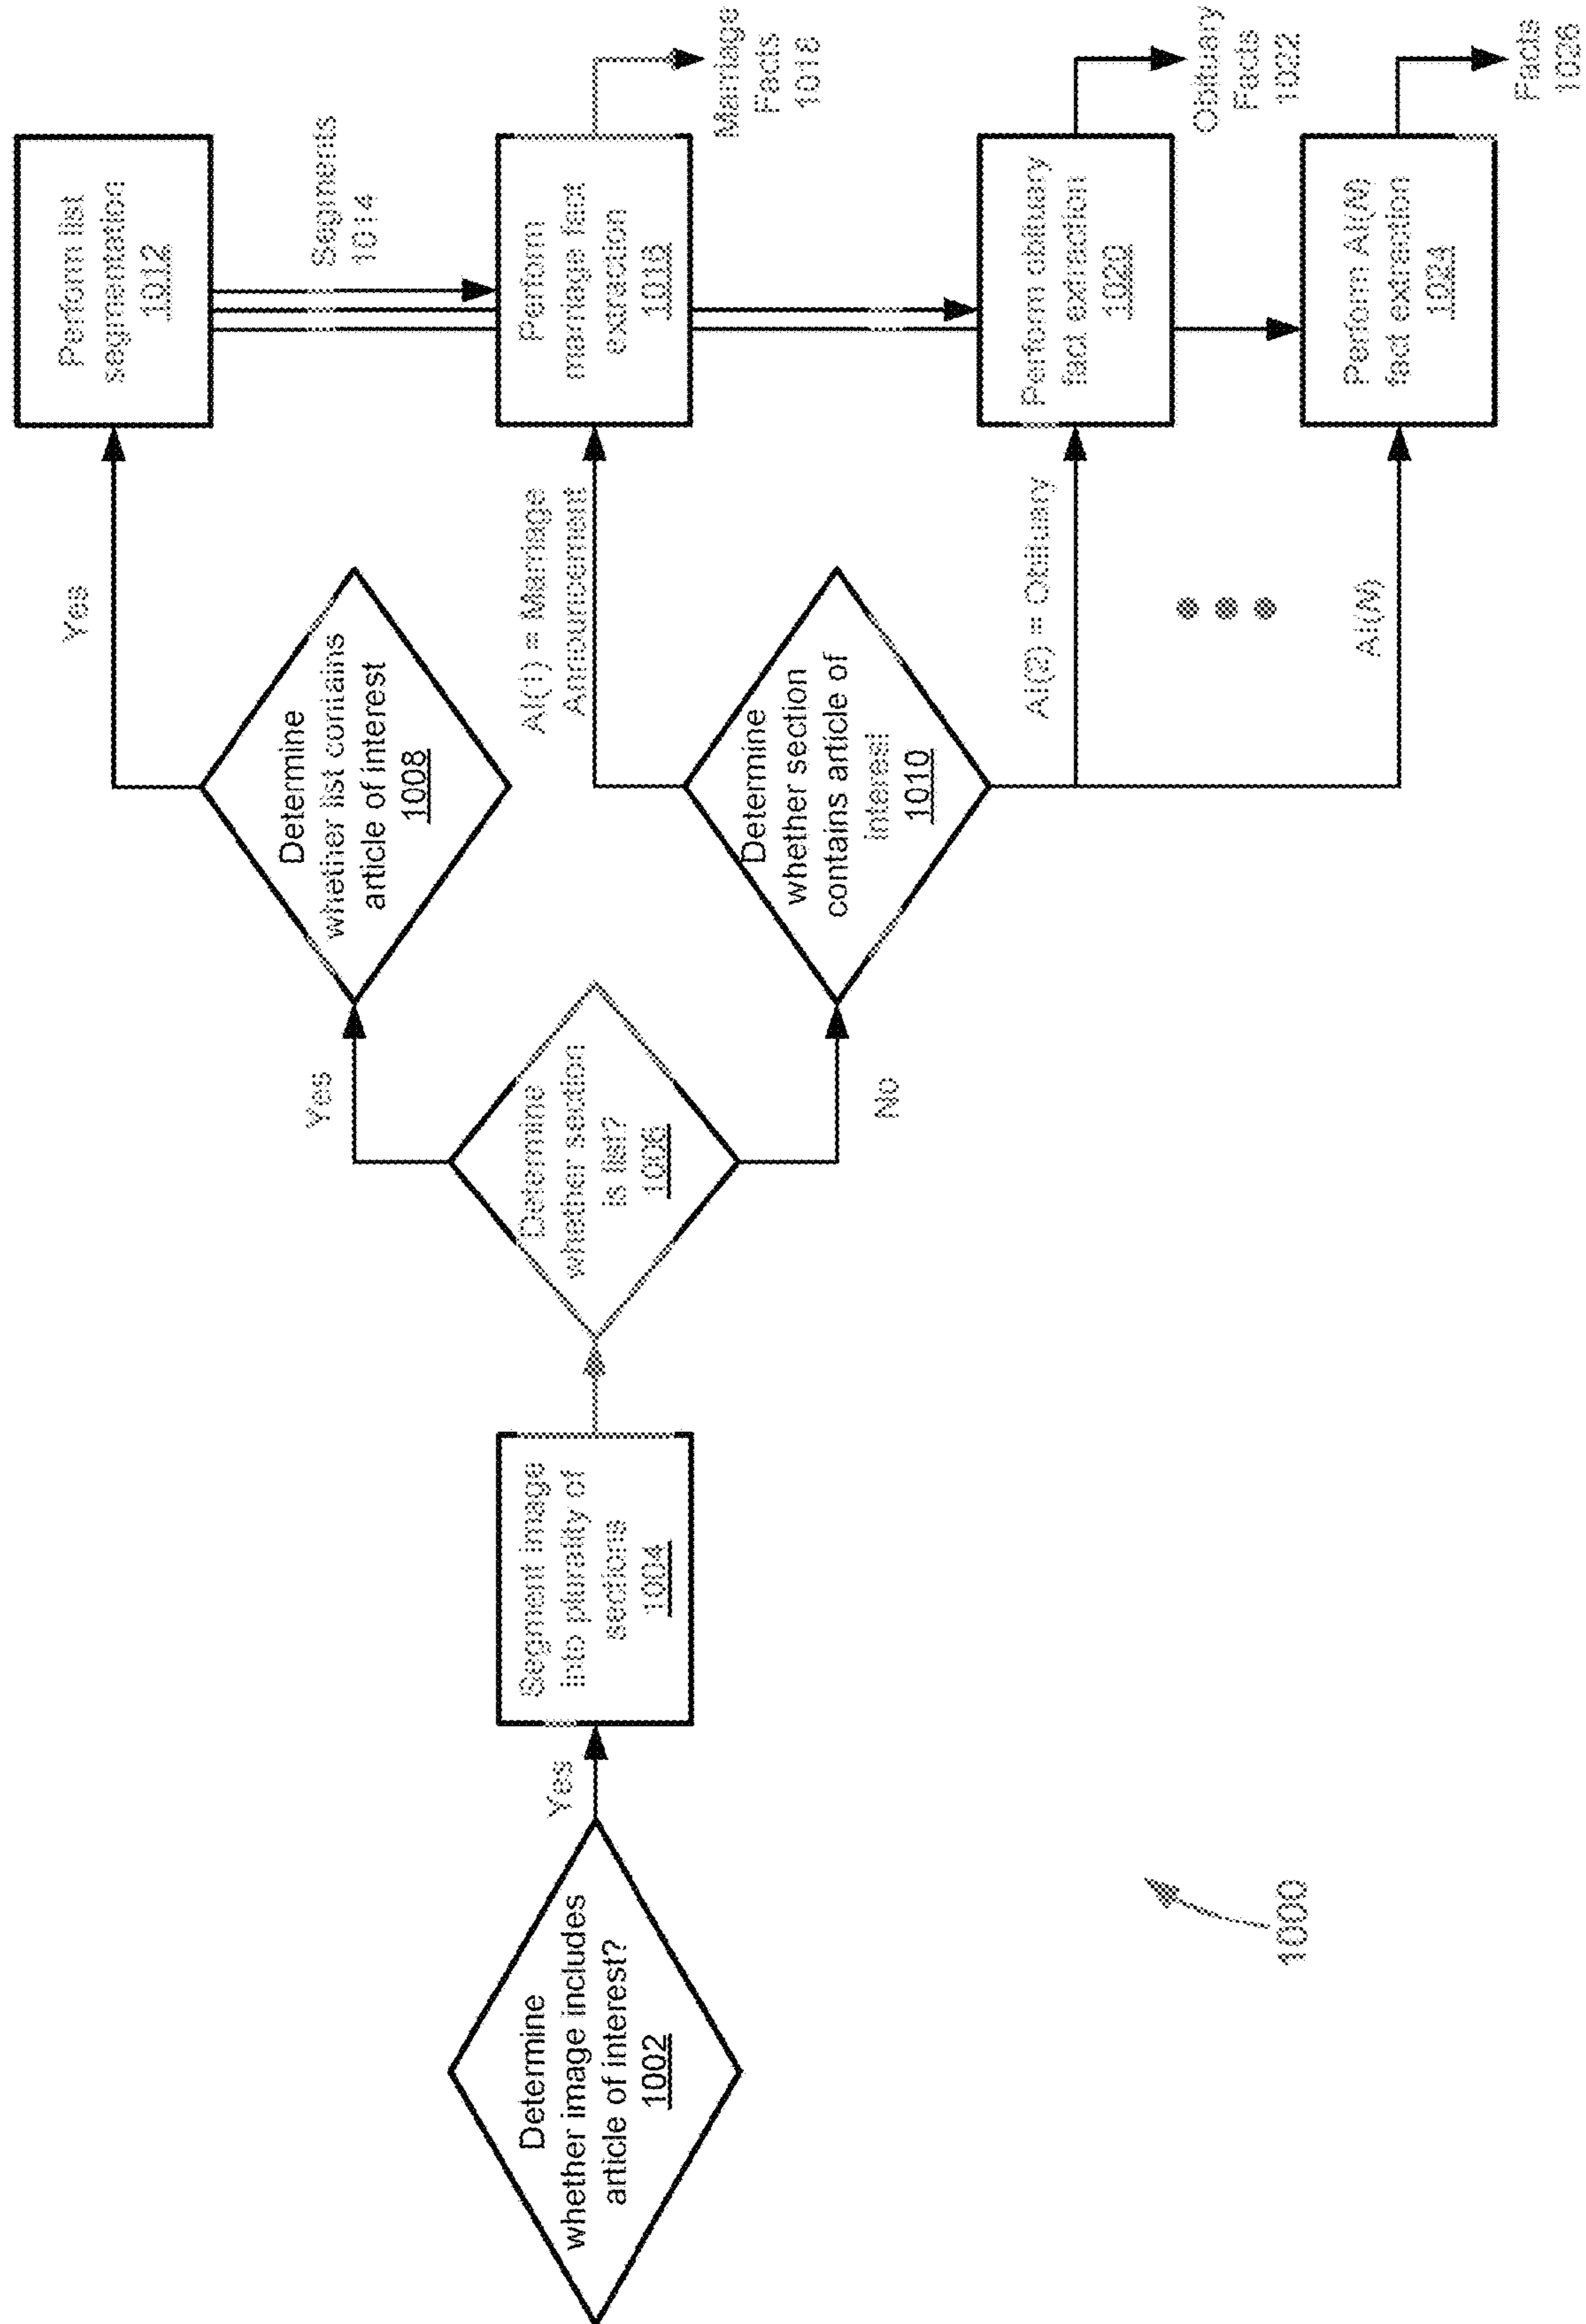 Determine
whether image includes
article of interest?
1002
Yes
Segment image
into plurality of
sections
1004
Determine
whether section
is list?
1006
Yes
No
Determine
whether list contains
article of interest
1008
Yes
Determine
whether section
contains article of
interest
1010
AI(1) = Marriage
Announcement
AI(2) = Obituary
AI(N)
Perform list
segmentation
1012
Segments
1014
Perform
marriage fact
extraction
1016
Marriage
Facts
1018
Perform obituary
fact extraction
1020
Obituary
Facts
1022
Perform AI(N)
fact extraction
1024
Facts
1026
1000